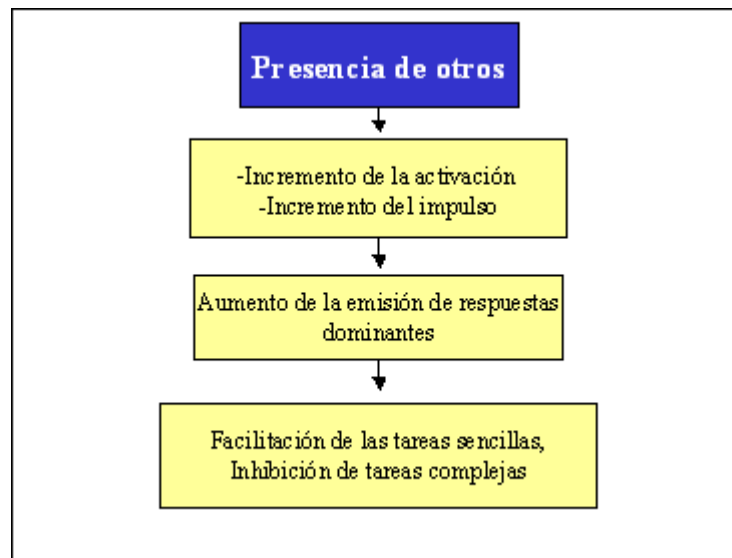 Presencia de otros
-Incremento de la activación
-Incremento del impulso
Aumento de la emisión de respuestas
dominantes
Facilitación de las tareas sencillas,
Inhibición de tareas complejas